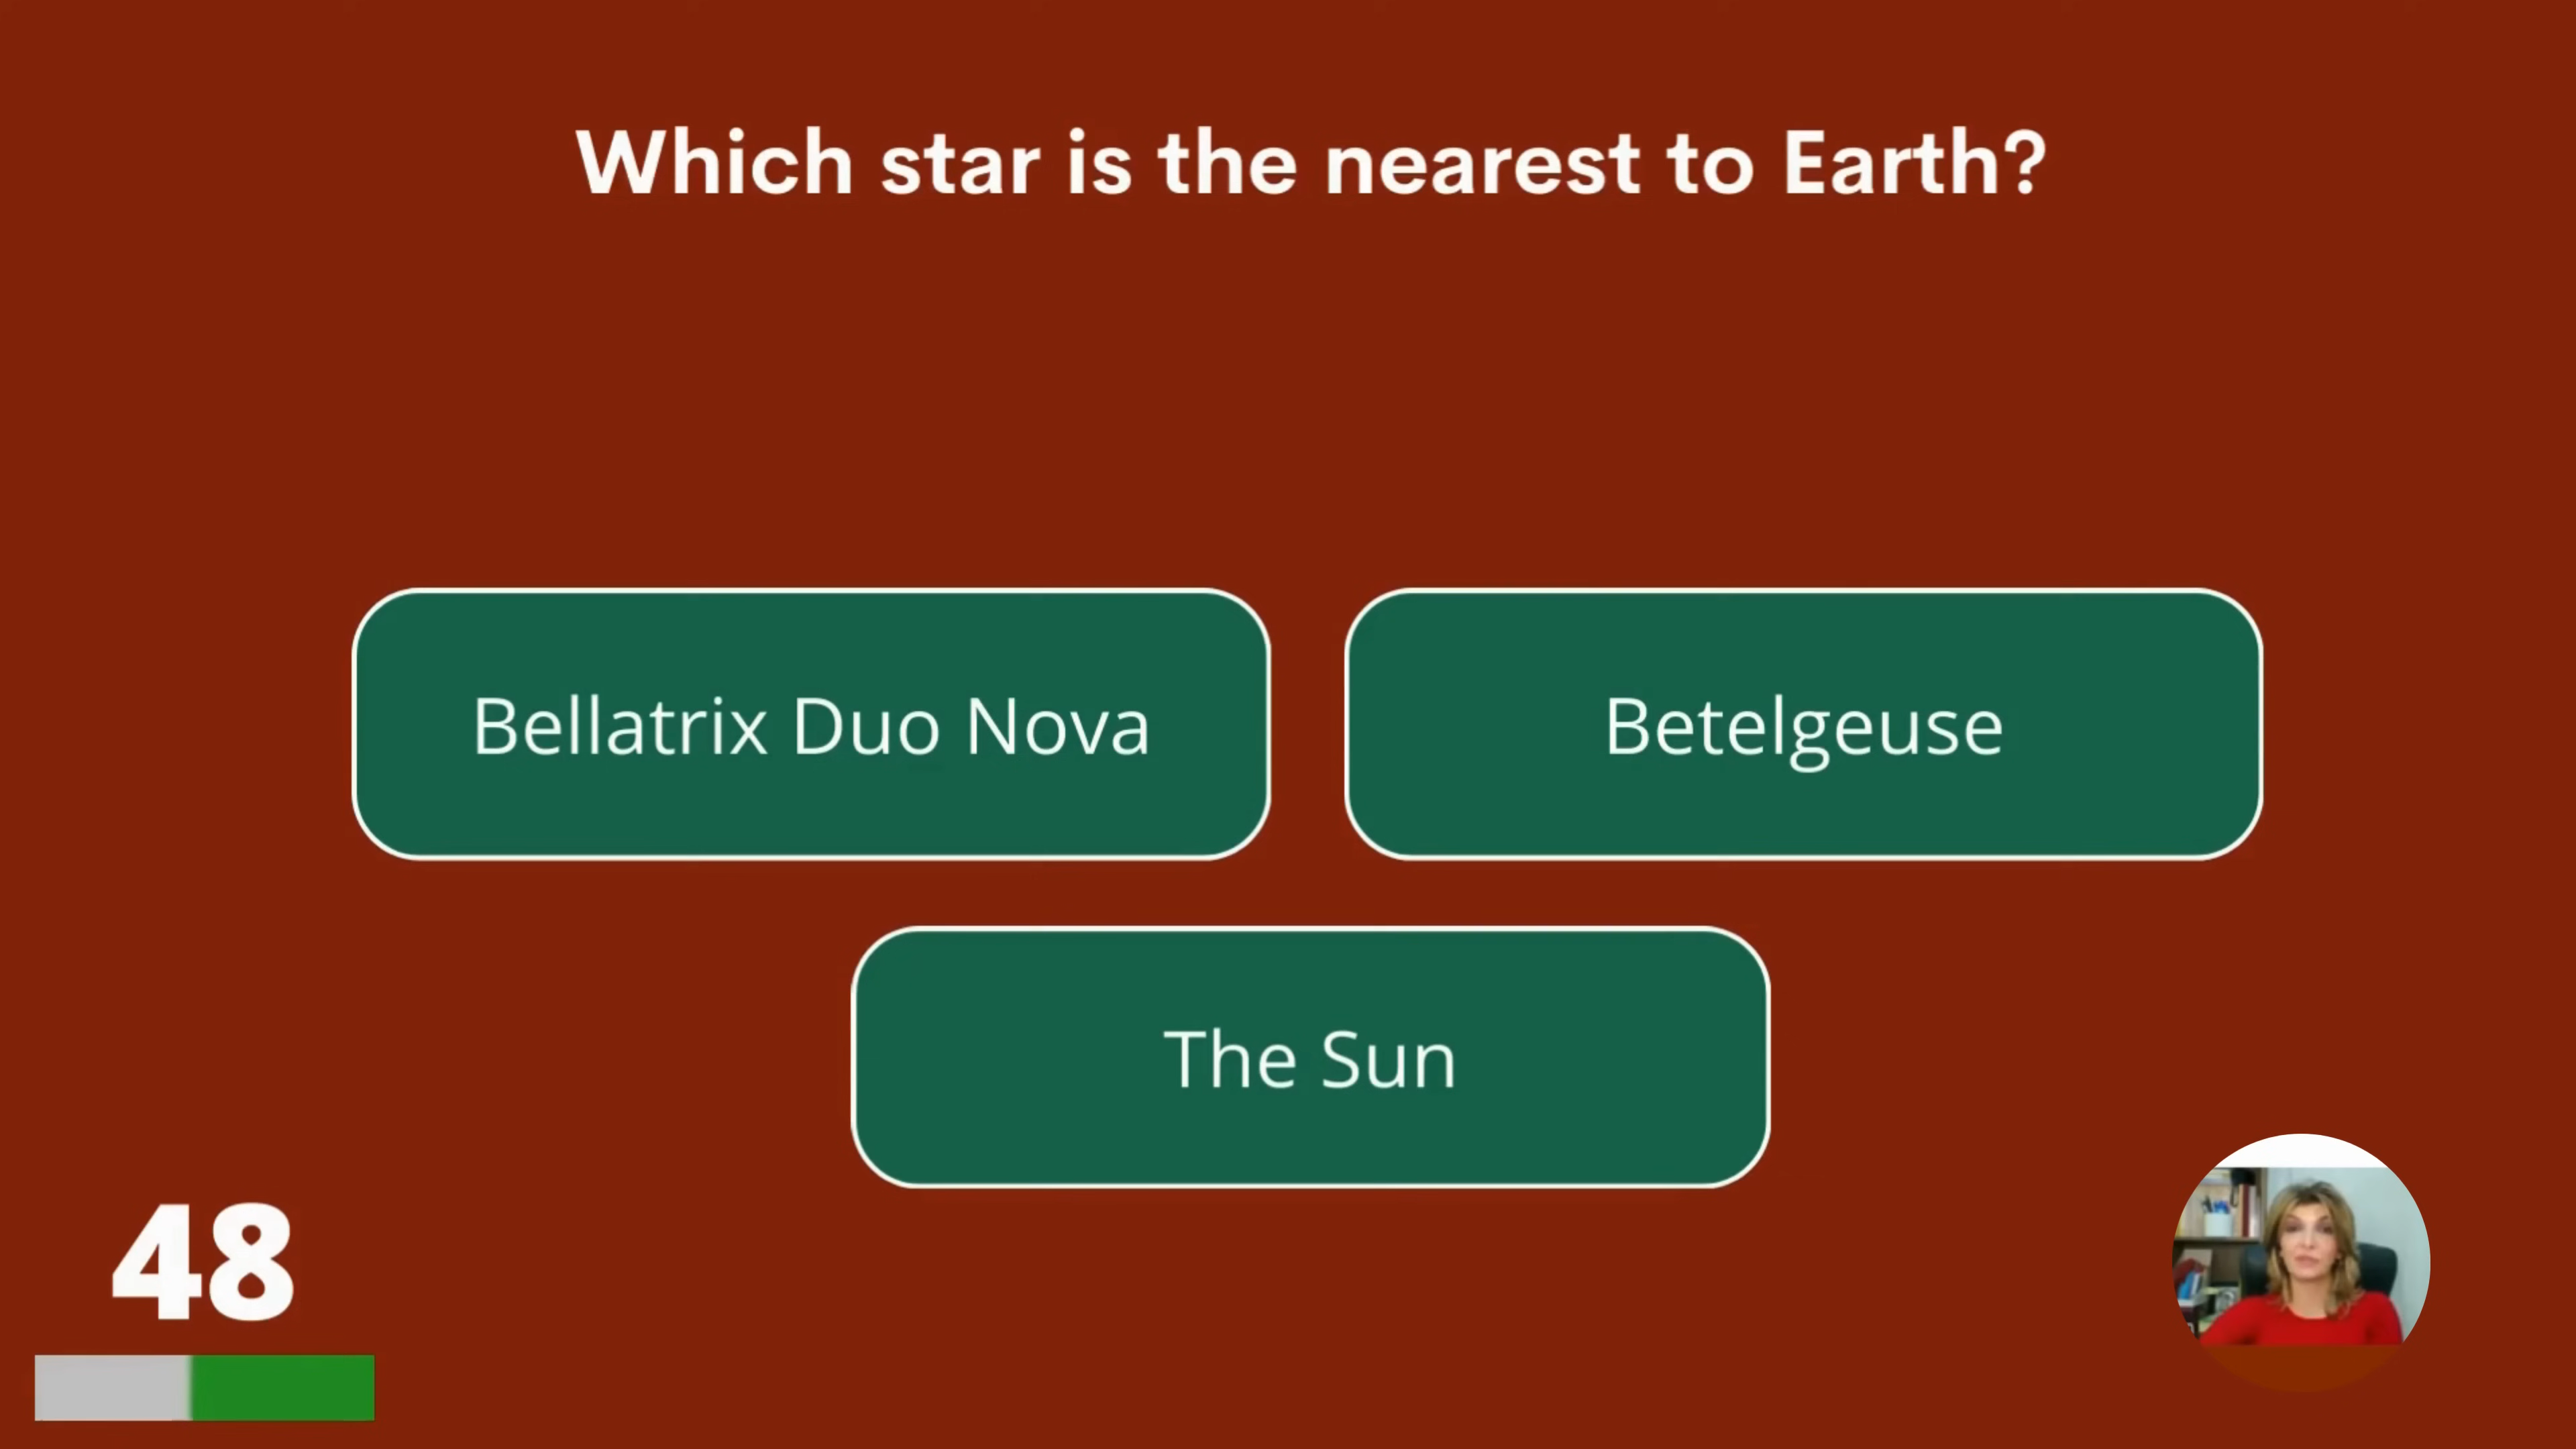 Which star is the nearest to Earth?
Bellatrix Duo Nova
Betelgeuse
The Sun
48